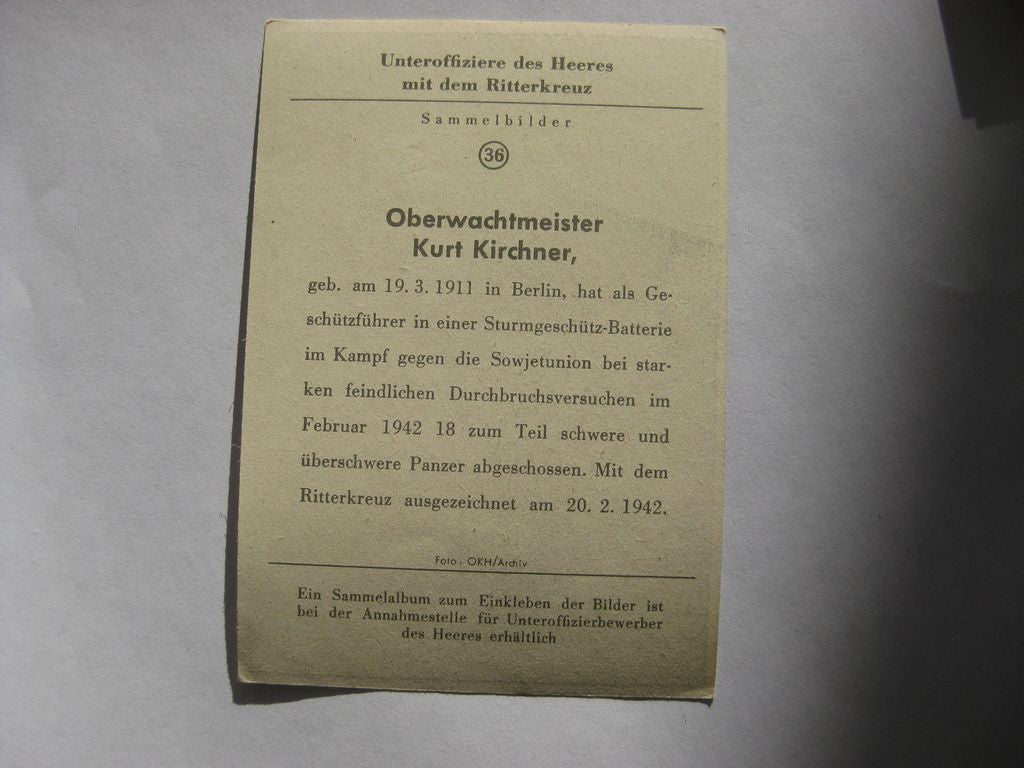 Unteroffiziere des Heeres
mit dem Ritterkreuz
Sammelbilder
36
Oberwachtmeister
Kurt Kirchner,
geb. am 19. 3. 1911 in Berlin, hat als Ge-
schützführer in einer Sturmgeschütz-Batterie
im Kampf gegen die Sowjetunion bei star-
ken feindlichen Durchbruchsversuchen im
Februar 1942 18 zum Teil schwere und
überschwere Panzer abgeschossen. Mit dem
Ritterkreuz ausgezeichnet am 20. 2. 1942.
Foto: OKH/Archiv
Ein Sammelalbum zum Einkleben der Bilder ist
bei der Annahmestelle für Unteroffizierbewerber
des Heeres erhältlich